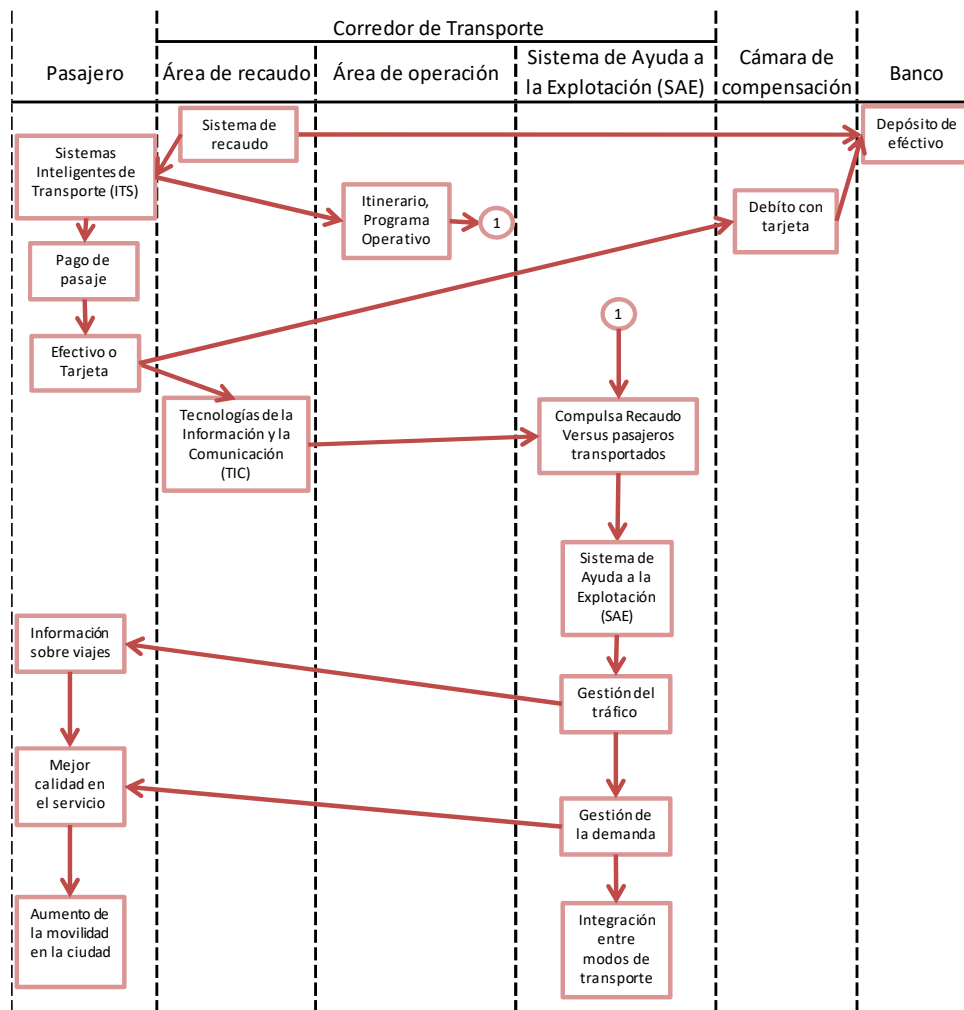 Corredor de Transporte
Pasajero
Área de recaudo
Área de operación
Sistema de Ayuda a
la Explotación (SAE)
Cámara de
compensación
Banco
Sistema de
recaudo
Depósito de
eféctivo
Sistemas
Inteligentes de
Transporte (ITS)
Itinerario,
Programa
Operativo
1
Debíto con
tarjeta
Pago de
pasaje
1
Efectivo o
Tarjeta
Tecnologías de la
Información y la
Comunicación
(TIC)
Compulsa Recaudo
Versus pasajeros
transportados
Sistema de
Ayuda a la
Explotación
(SAE)
Información
sobre viajes
Gestión del
tráfico
Mejor
calidad en
el servicio
Gestión de
la demanda
Aumento de
la movilidad
en la ciudad
Integración
entre
modos de
transporte